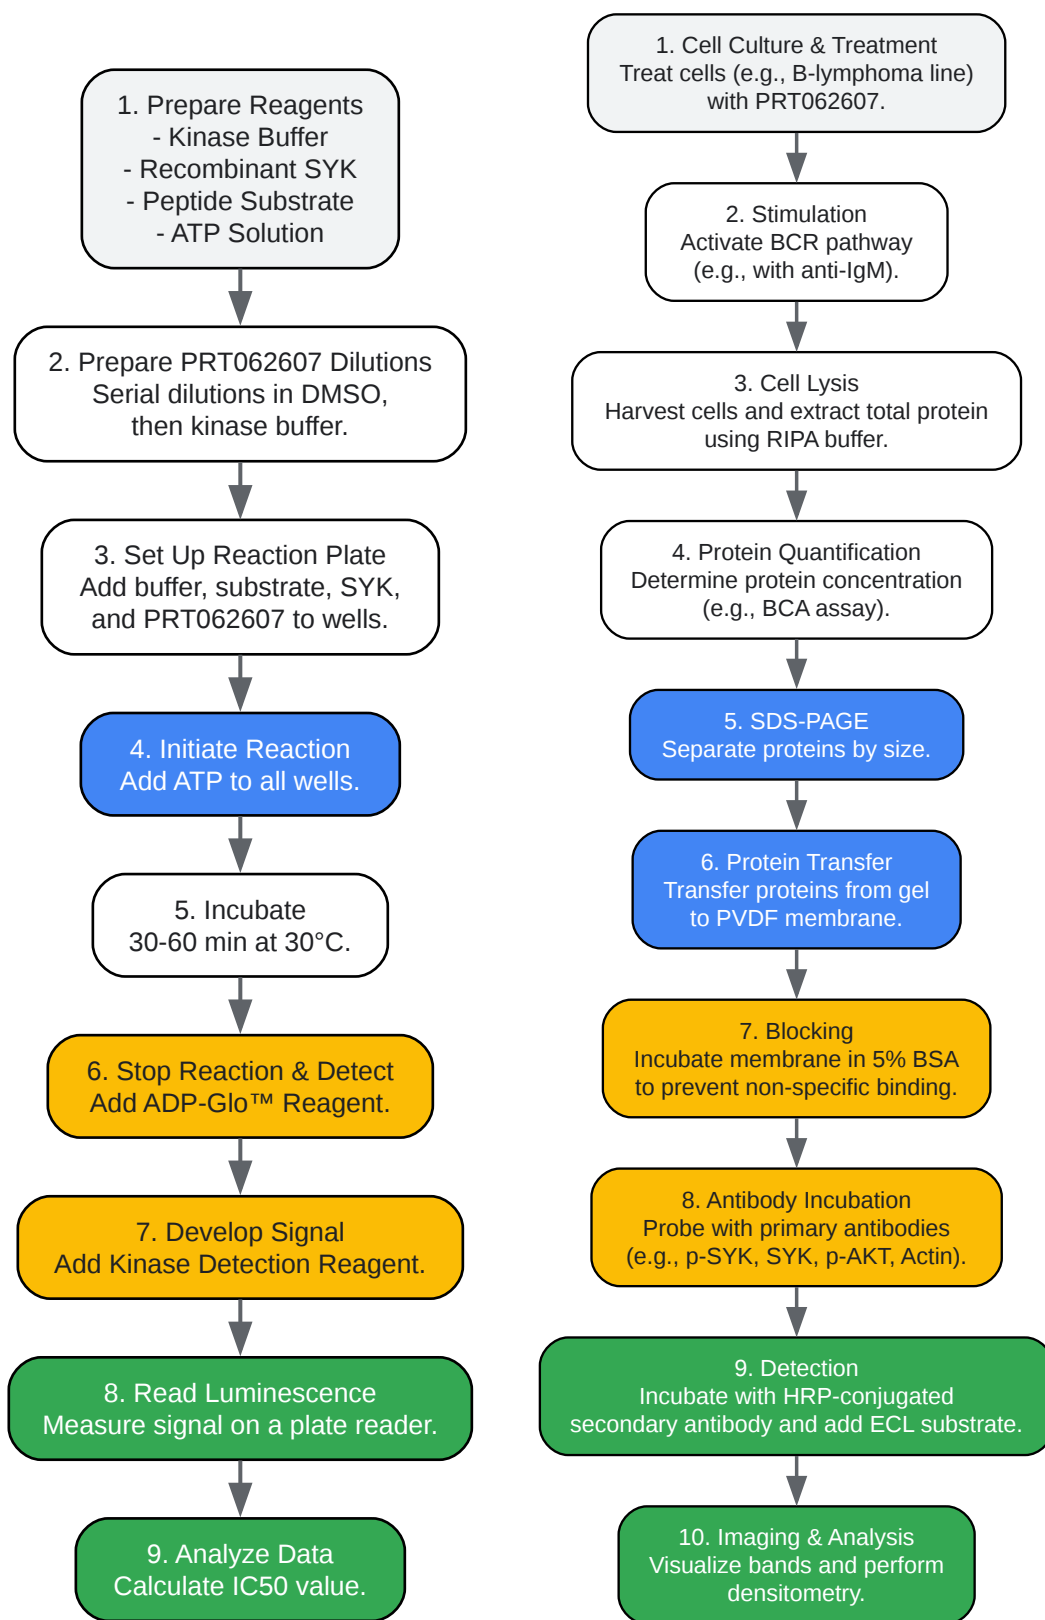 1. Prepare Reagents
- Kinase Buffer
- Recombinant SYK
- Peptide Substrate
- ATP Solution
2. Prepare PRT062607 Dilutions
Serial dilutions in DMSO,
then kinase buffer.
3. Set Up Reaction Plate
Add buffer, substrate, SYK,
and PRT062607 to wells.
4. Initiate Reaction
Add ATP to all wells.
5. Incubate
30-60 min at 30°C.
6. Stop Reaction & Detect
Add ADP-Glo™ Reagent.
7. Develop Signal
Add Kinase Detection Reagent.
8. Read Luminescence
Measure signal on a plate reader.
9. Analyze Data
Calculate IC50 value.
1. Cell Culture & Treatment
Treat cells (e.g., B-lymphoma line)
with PRT062607.
2. Stimulation
Activate BCR pathway
(e.g., with anti-IgM).
3. Cell Lysis
Harvest cells and extract total protein
using RIPA buffer.
4. Protein Quantification
Determine protein concentration
(e.g., BCA assay).
5. SDS-PAGE
Separate proteins by size.
6. Protein Transfer
Transfer proteins from gel
to PVDF membrane.
7. Blocking
Incubate membrane in 5% BSA
to prevent non-specific binding.
8. Antibody Incubation
Probe with primary antibodies
(e.g., p-SYK, SYK, p-AKT, Actin).
9. Detection
Incubate with HRP-conjugated
secondary antibody and add ECL substrate.
10. Imaging & Analysis
Visualize bands and perform
densitometry.